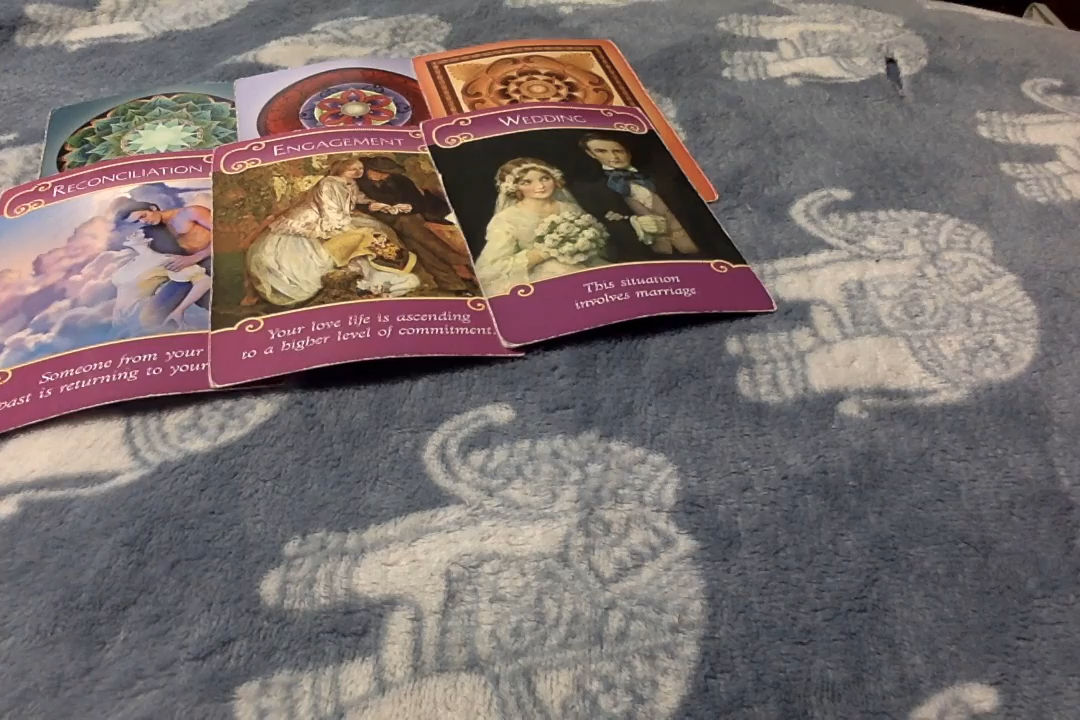 RECONCILIATION
Someone from your
past is returning to your
ENGAGEMENT
Your love life is ascending
to a higher level of commitment.
WEDDING
This situation
involves marriage